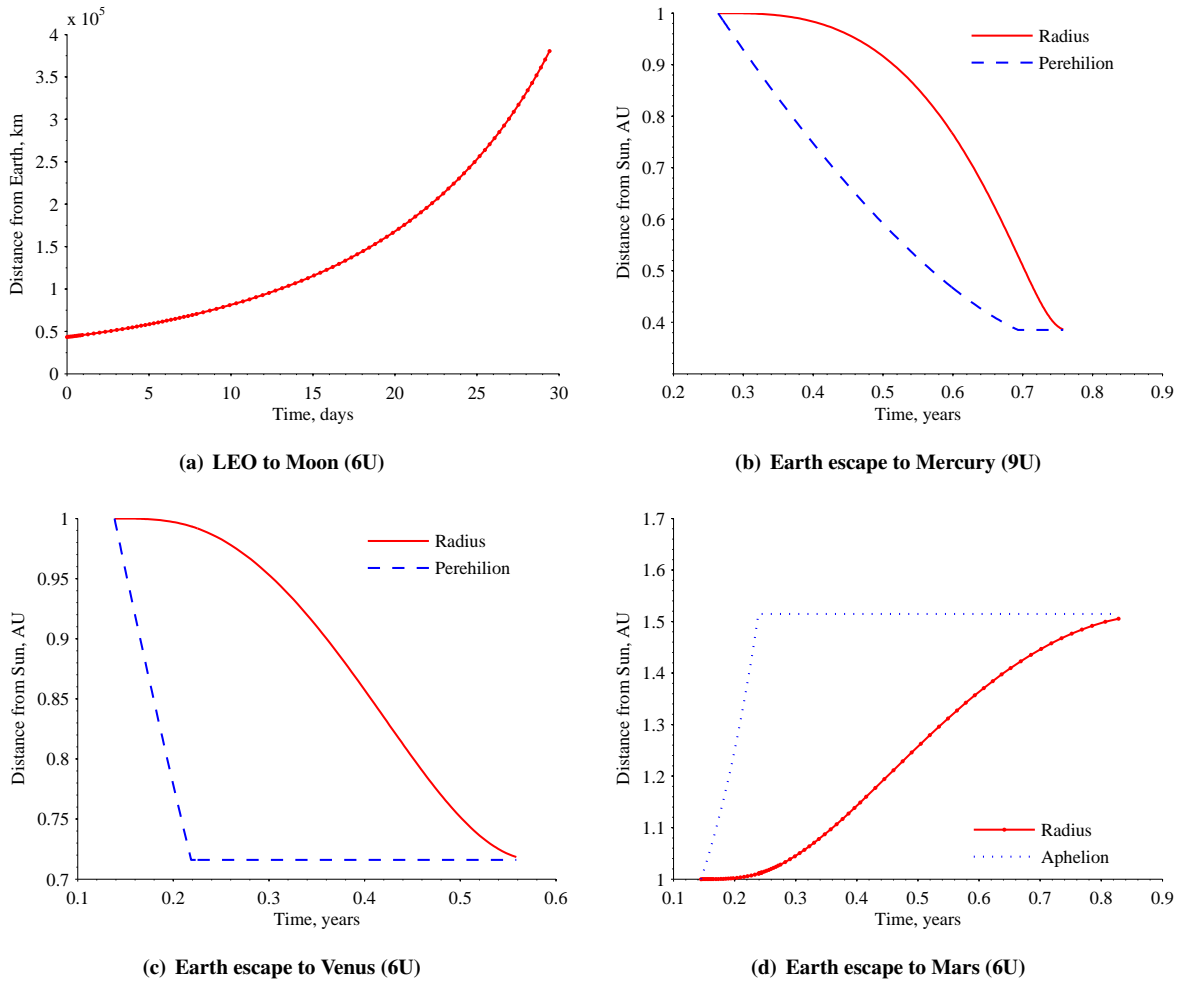 x 10^5
4
3.5
3
2.5
2
1.5
1
0.5
0
0 5 10 15 20 25 30
Distance from Earth, km
Time, days
(a) LEO to Moon (6U)
1
0.9
0.8
0.7
0.6
0.5
0.4
0.2 0.3 0.4 0.5 0.6 0.7 0.8 0.9
Distance from Sun, AU
Time, years
Radius
Perehilion
(b) Earth escape to Mercury (9U)
1
0.95
0.9
0.85
0.8
0.75
0.7
0.1 0.2 0.3 0.4 0.5 0.6
Distance from Sun, AU
Time, years
Radius
Perehilion
(c) Earth escape to Venus (6U)
1.7
1.6
1.5
1.4
1.3
1.2
1.1
1
0.1 0.2 0.3 0.4 0.5 0.6 0.7 0.8 0.9
Distance from Sun, AU
Time, years
Radius
Aphelion
(d) Earth escape to Mars (6U)